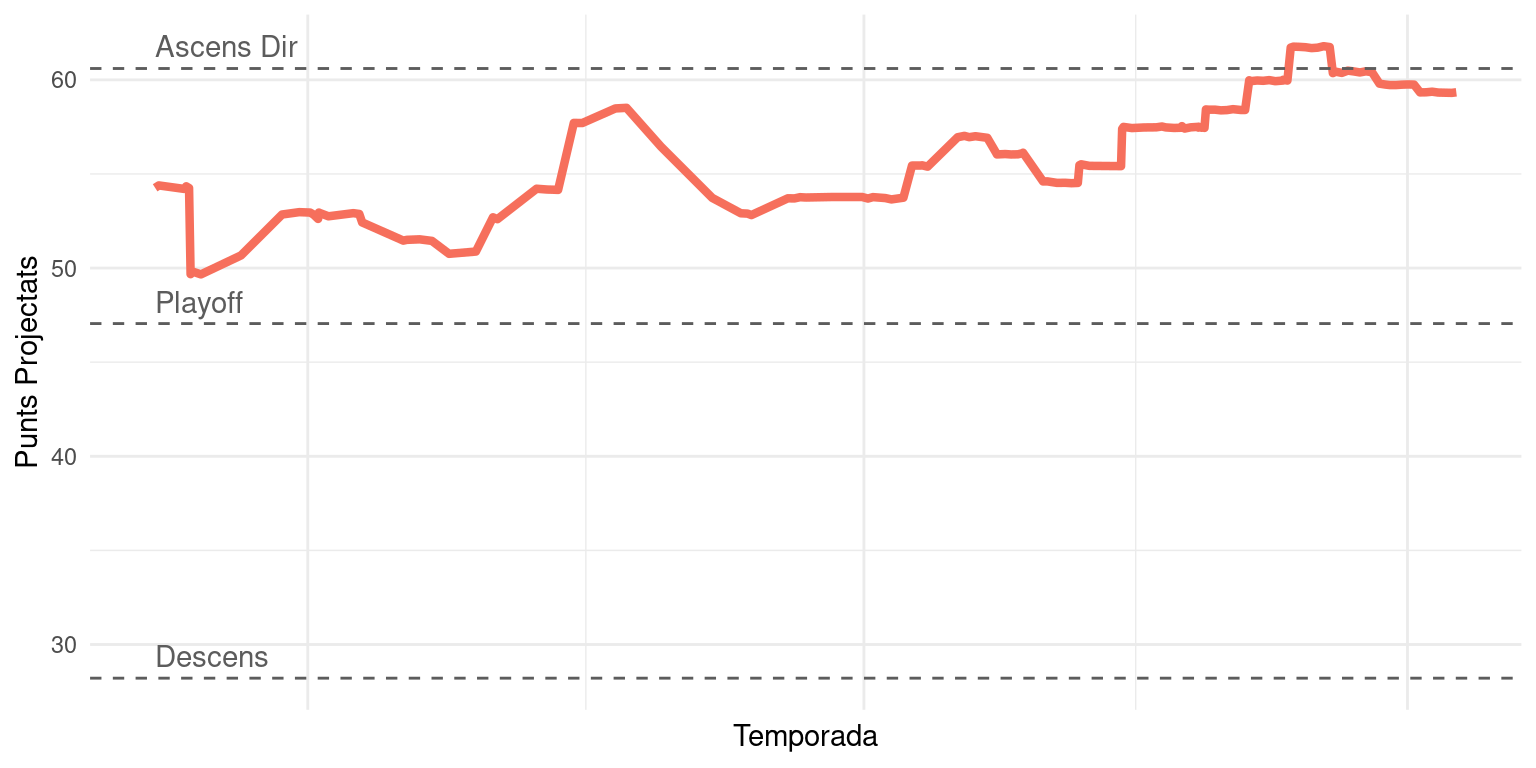 Ascens Dir
60
50
Playoff
Punts Projectats
40
30
Descens
Temporada